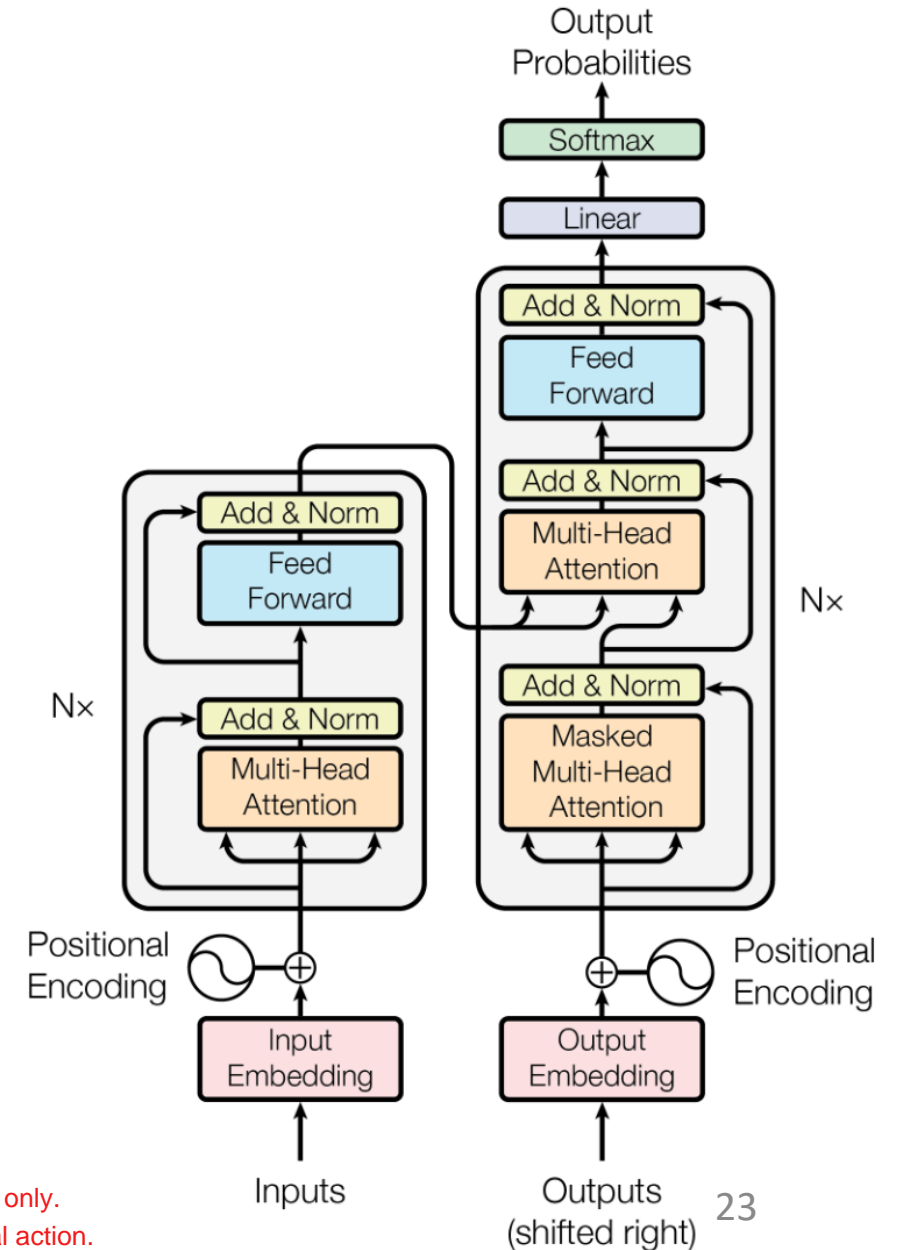 Output
Probabilities
Softmax
Linear
Add & Norm
Feed
Forward
Add & Norm
Multi-Head
Attention
Nx
Add & Norm
Masked
Multi-Head
Attention
Add & Norm
Feed
Forward
Nx
Add & Norm
Multi-Head
Attention
Positional
Encoding
Positional
Encoding
Input
Embedding
Output
Embedding
Inputs
Outputs
(shifted right)
23
only.
action.